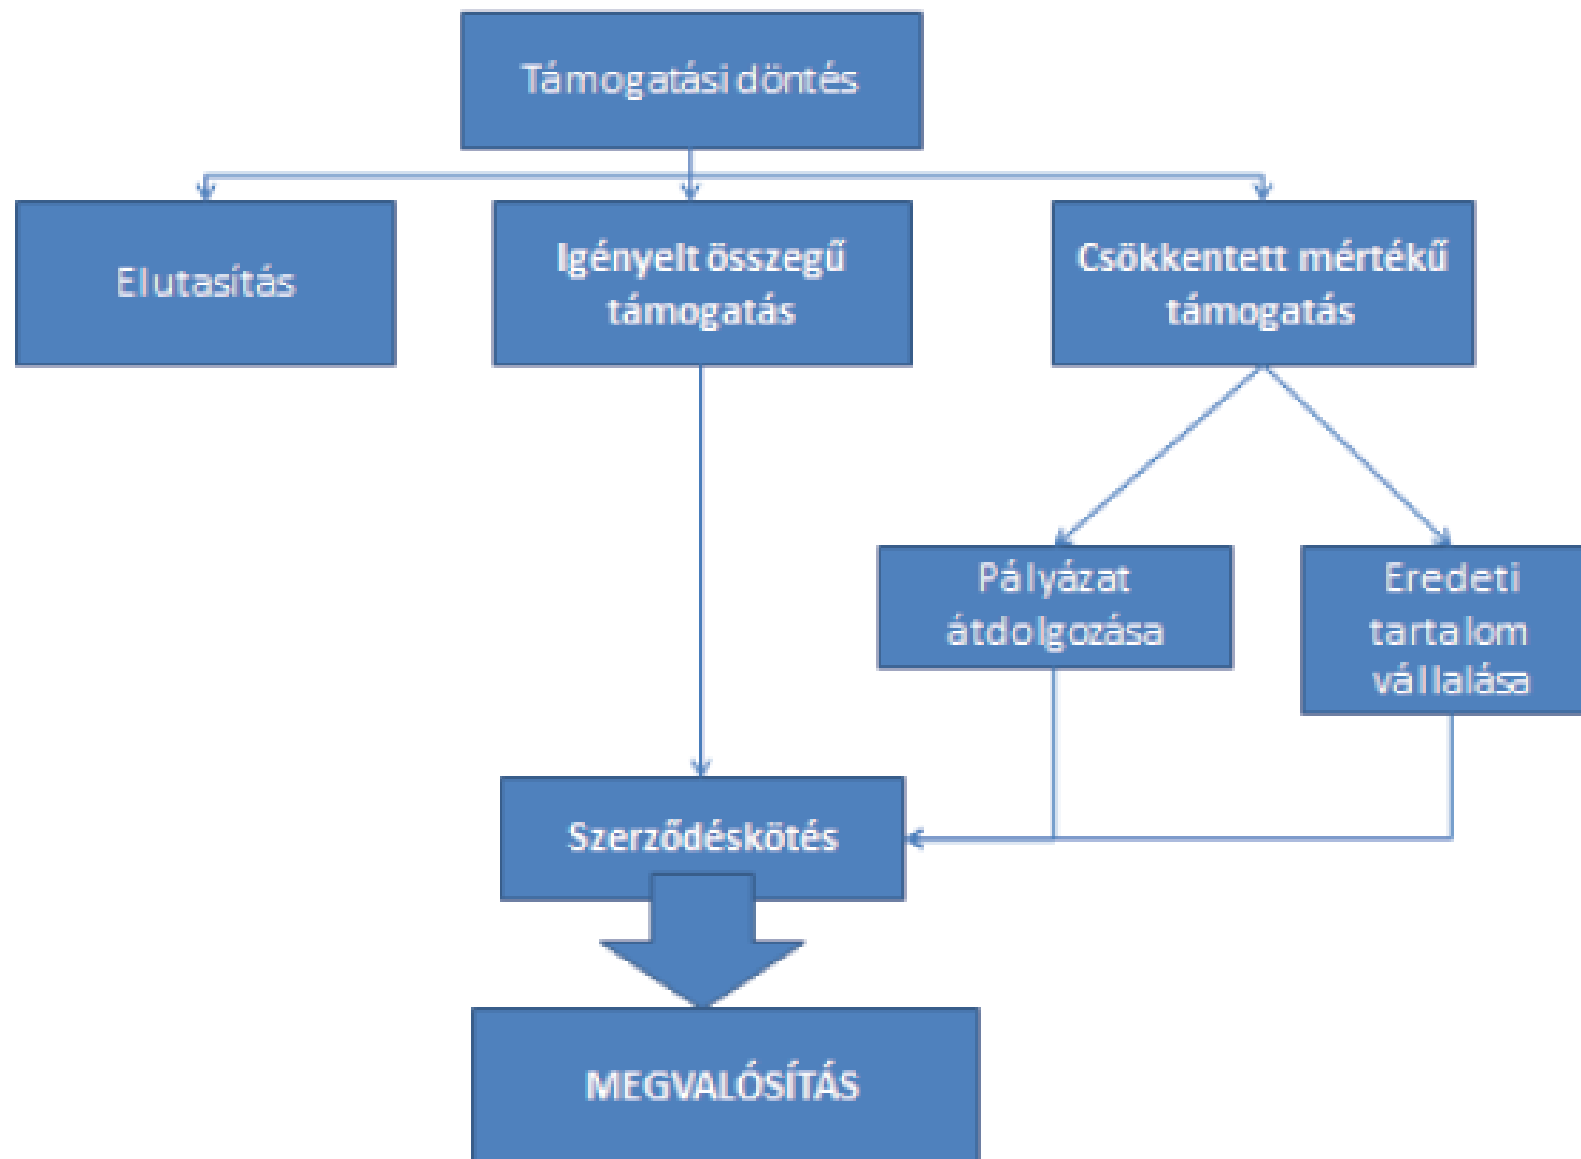 Támogatási döntés
Elutasítás
Igényelt összegű
támogatás
Csökkentett mértékű
támogatás
Pályázat
átdolgozása
Eredeti
tartalom
vállalása
Szerződéskötés
MEGVALÓSÍTÁS